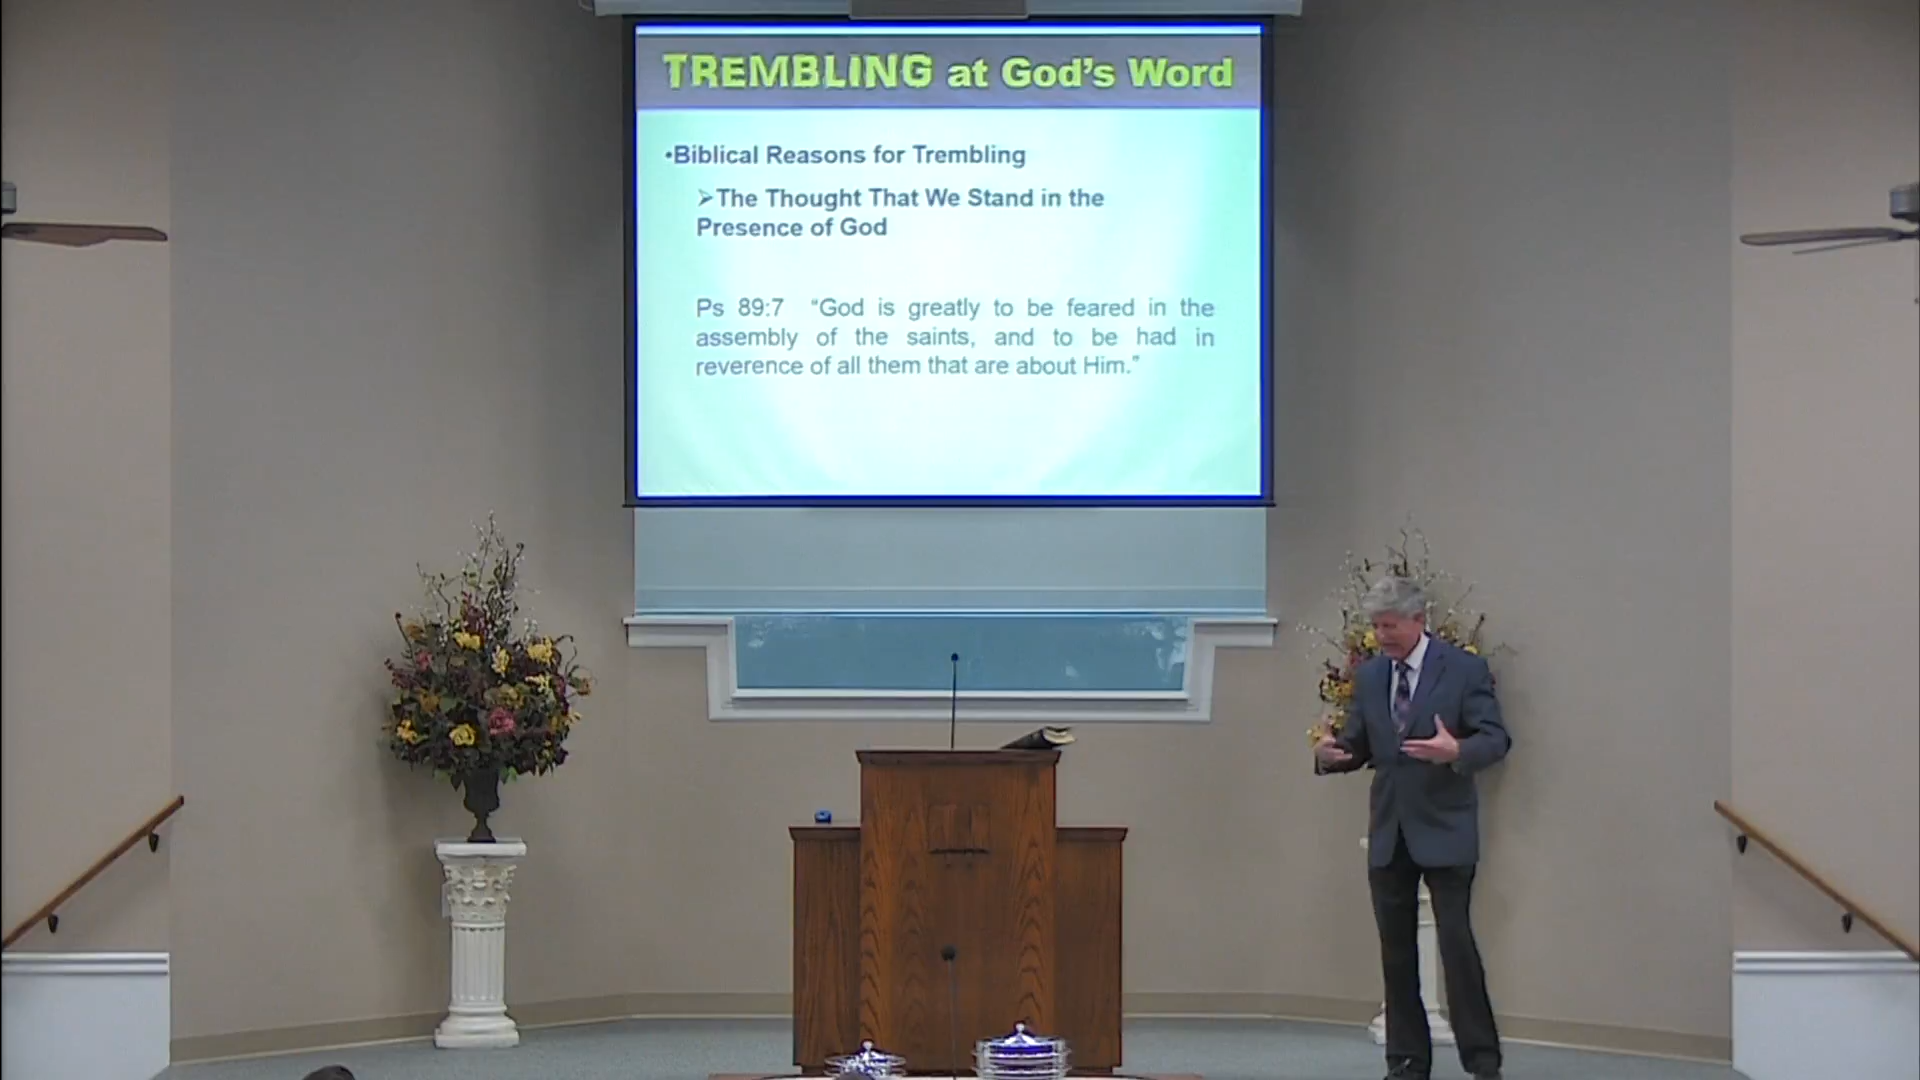 TREMBLING at God's Word
•Biblical Reasons for Trembling
➢The Thought That We Stand in the
Presence of God
Ps 89:7 "God is greatly to be feared in the
assembly of the saints, and to be had in
reverence of all them that are about Him."